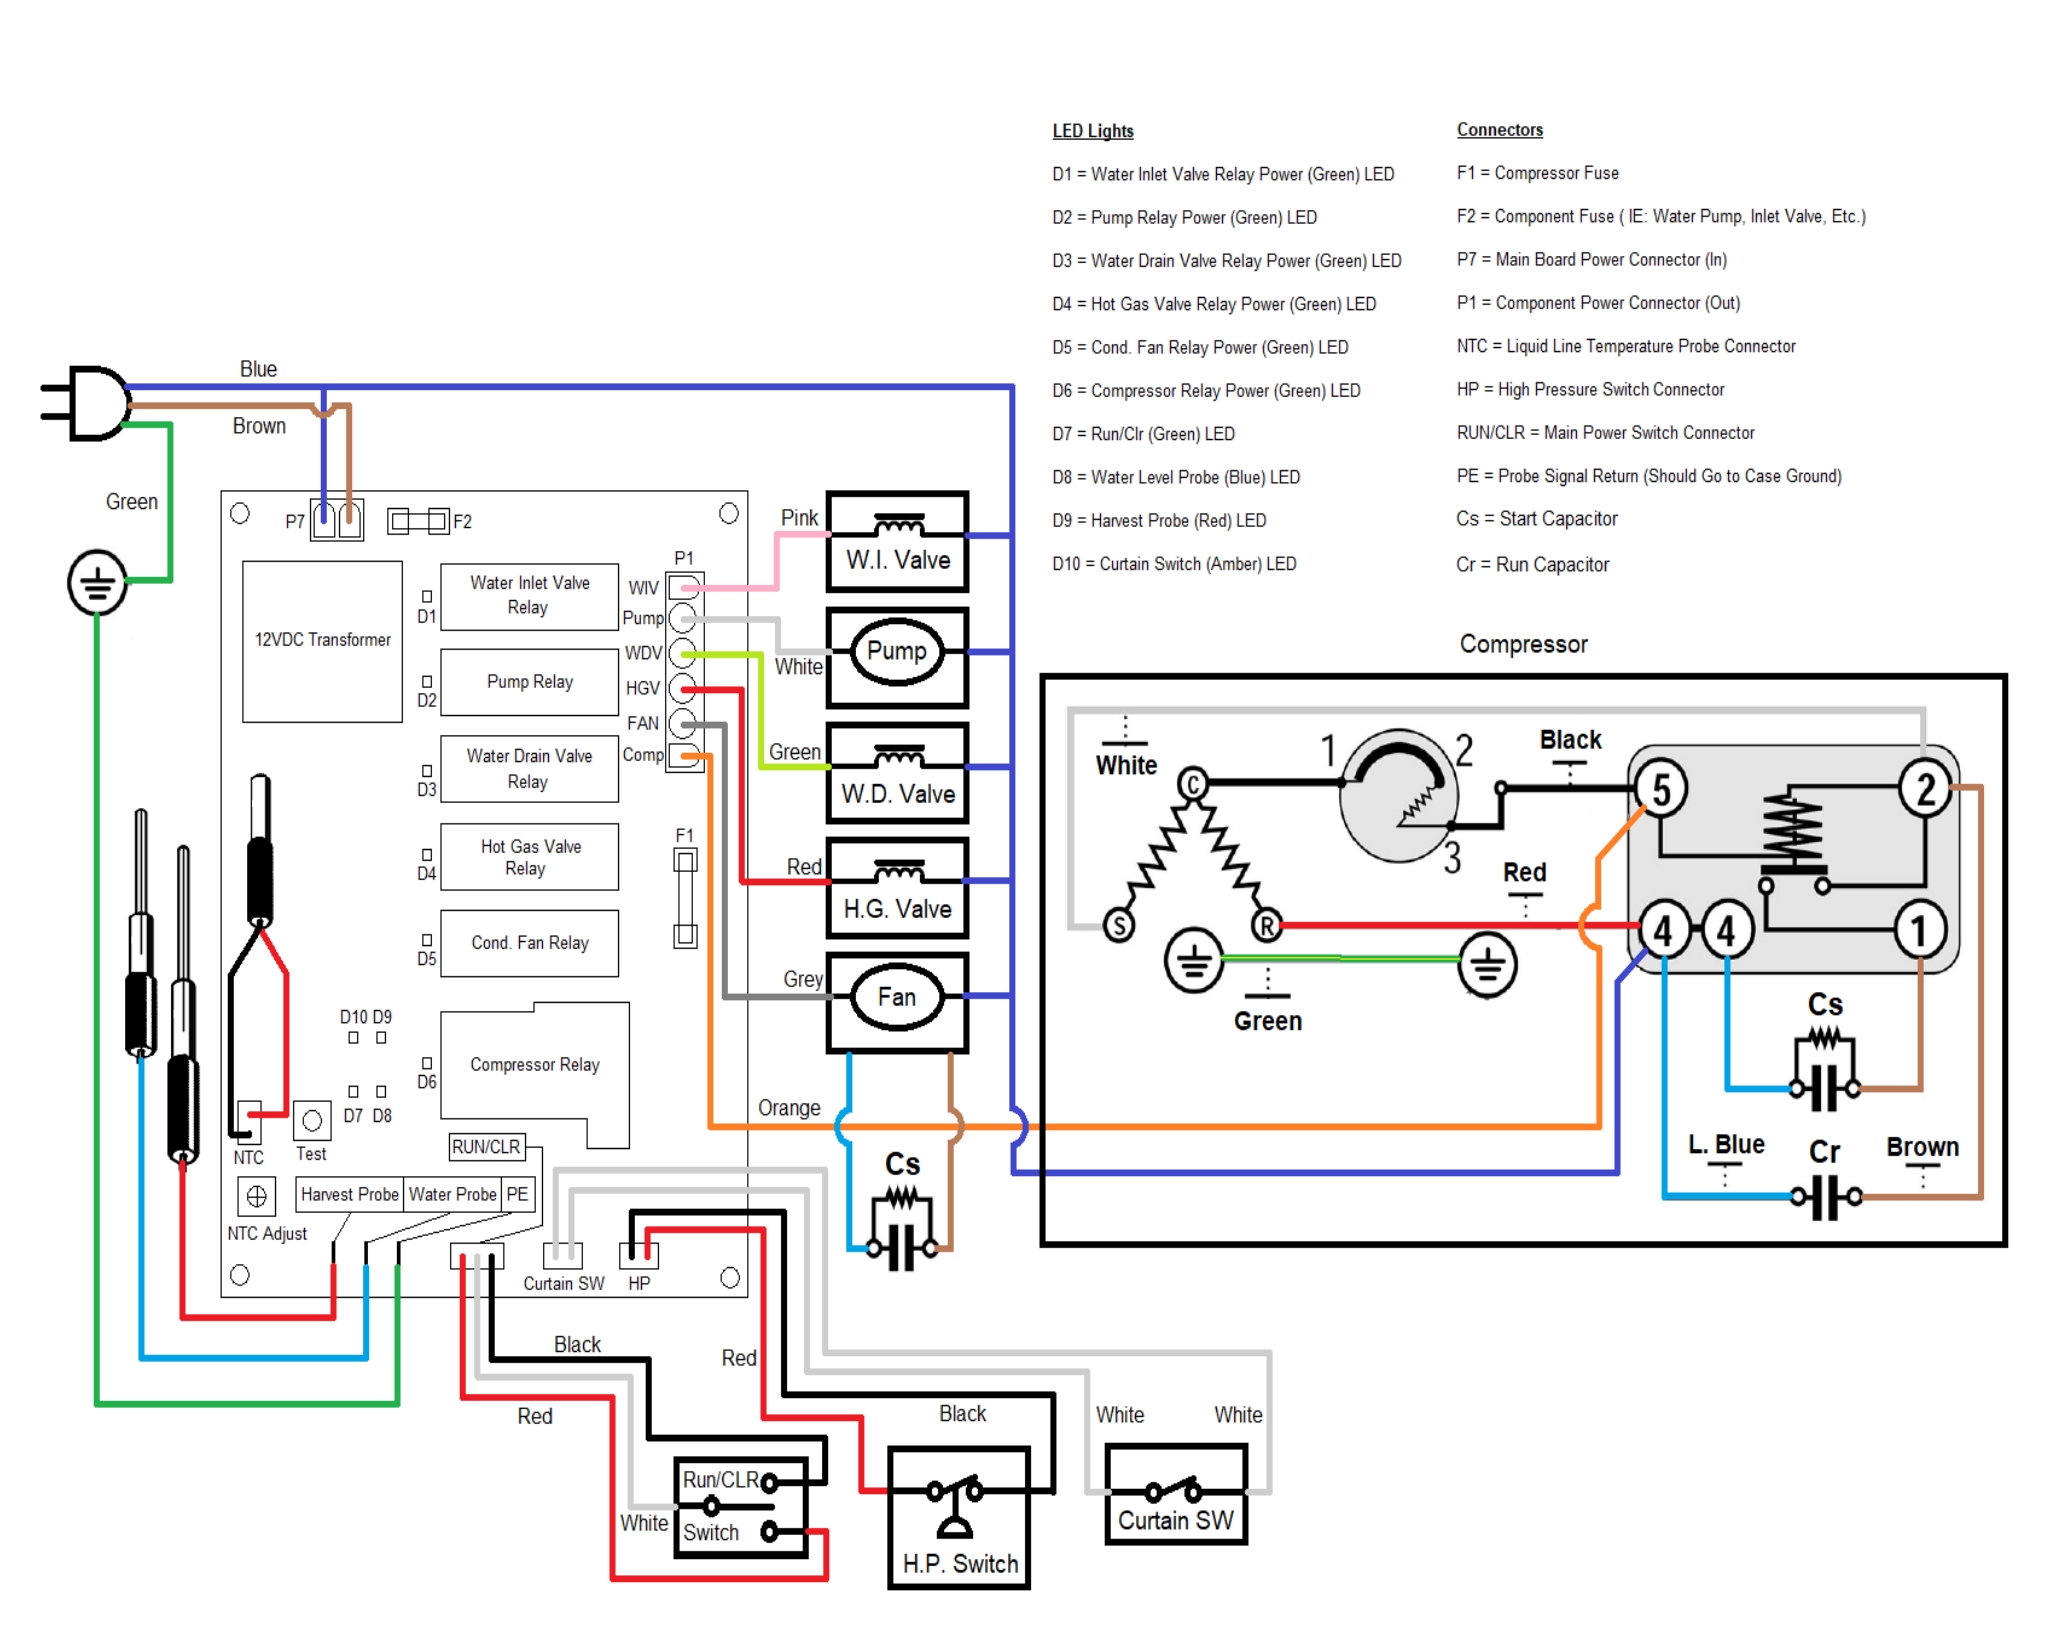 LED Lights
D1 = Water Inlet Valve Relay Power (Green) LED
D2 = Pump Relay Power (Green) LED
D3 = Water Drain Valve Relay Power (Green) LED
D4 = Hot Gas Valve Relay Power (Green) LED
D5 = Cond. Fan Relay Power (Green) LED
D6 = Compressor Relay Power (Green) LED
D7 = Run/Clr (Green) LED
D8 = Water Level Probe (Blue) LED
D9 = Harvest Probe (Red) LED
D10 = Curtain Switch (Amber) LED
Connectors
F1 = Compressor Fuse
F2 = Component Fuse ( IE: Water Pump, Inlet Valve, Etc.)
P7 = Main Board Power Connector (In)
P1 = Component Power Connector (Out)
NTC = Liquid Line Temperature Probe Connector
HP = High Pressure Switch Connector
RUN/CLR = Main Power Switch Connector
PE = Probe Signal Return (Should Go to Case Ground)
Cs = Start Capacitor
Cr = Run Capacitor
Blue
Brown
Green
P7
F2
12VDC Transformer
D1
Water Inlet Valve
Relay
D2
Pump Relay
D3
Water Drain Valve
Relay
D4
Hot Gas Valve
Relay
D5
Cond. Fan Relay
D6
Compressor Relay
P1
WIV
Pump
WDV
HGV
FAN
Comp
F1
D10 D9
D7 D8
NTC
Test
NTC Adjust
RUN/CLR
Harvest Probe
Water Probe
PE
Curtain SW
HP
Pink
W.I. Valve
White
Pump
Green
W.D. Valve
Red
H.G. Valve
Grey
Fan
Orange
Cs
Compressor
White
C
S
R
1
2
3
Black
Red
Green
5
2
4
4
1
Cs
L. Blue
Cr
Brown
Black
Red
White
Run/CLR
Switch
Red
Black
H.P. Switch
White
White
Curtain SW